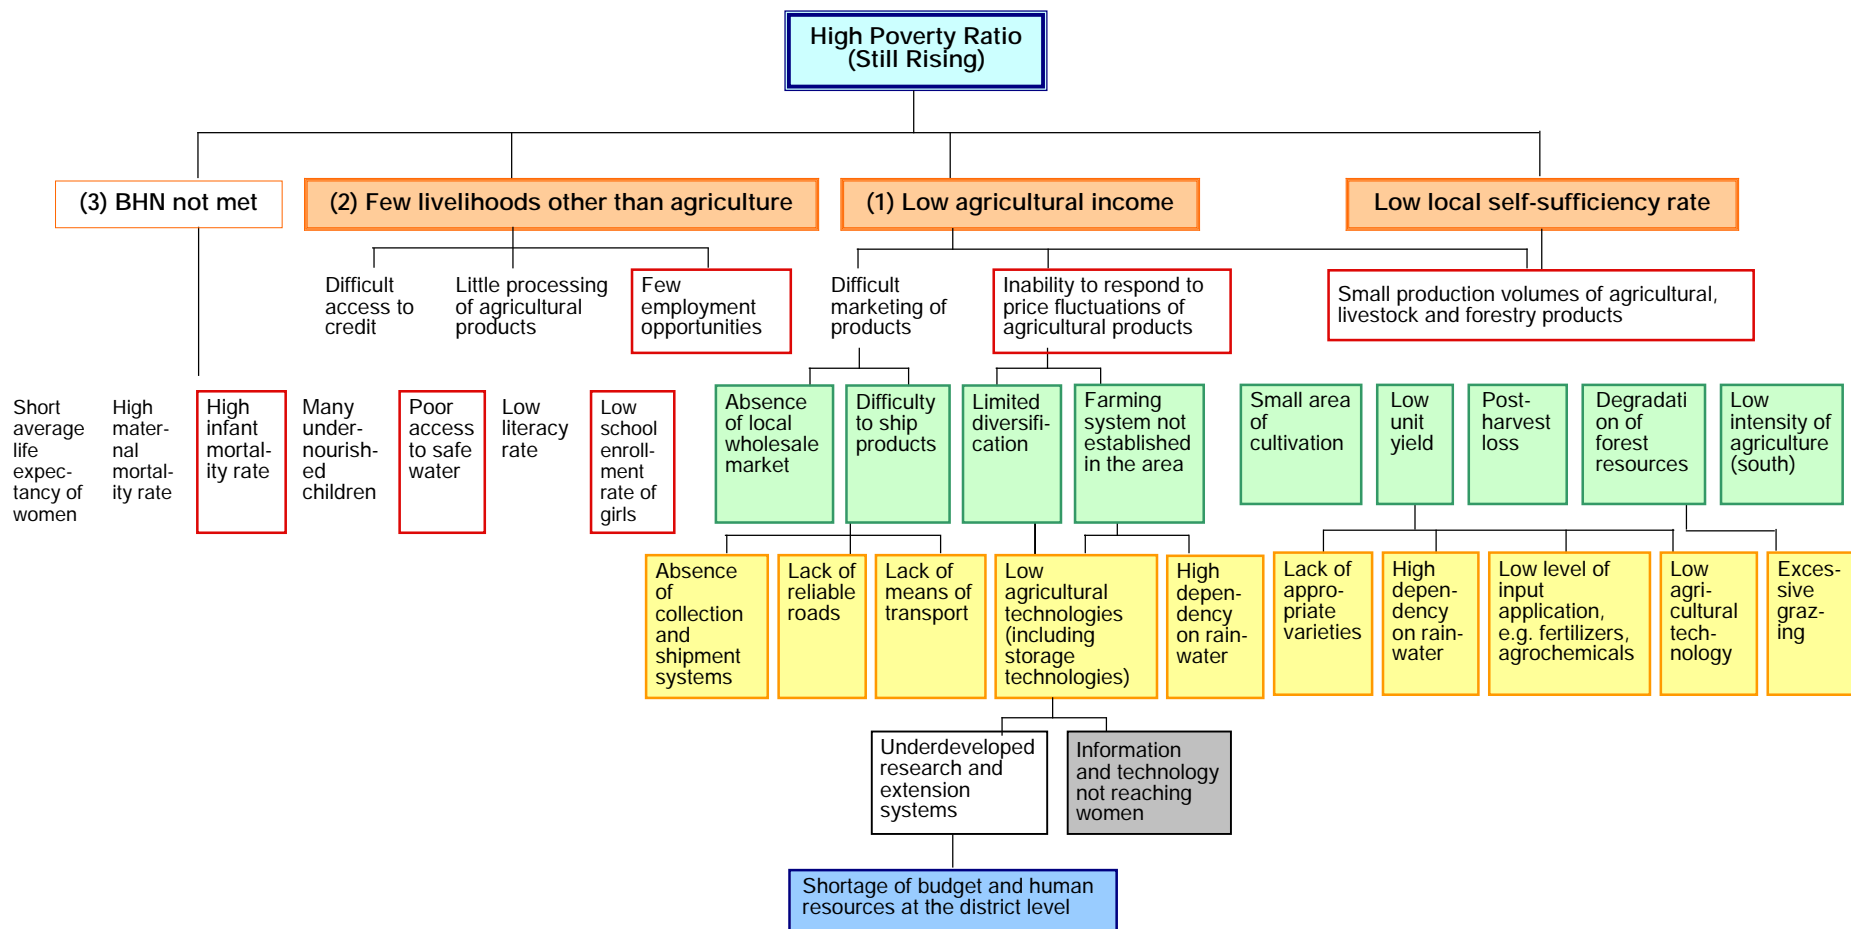 High Poverty Ratio
(Still Rising)
(3) BHN not met
(2) Few livelihoods other than agriculture
(1) Low agricultural income
Low local self-sufficiency rate
Difficult
access to
credit
Little processing
of agricultural
products
Few
employment
opportunities
Difficult
marketing of
products
Inability to respond to
price fluctuations of
agricultural products
Small production volumes of agricultural,
livestock and forestry products
Short
average
life
expec-
tancy of
women
High
mater-
nal
mortal-
ity rate
High
infant
mortal-
ity rate
Many
under-
nourish-
ed
children
Poor
access
to safe
water
Low
literacy
rate
Low
school
enroll-
ment
rate of
girls
Absence
of local
wholesale
market
Difficulty
to ship
products
Limited
diversifi-
cation
Farming
system not
established
in the area
Small area
of
cultivation
Low
unit
yield
Post-
harvest
loss
Degradati
on of
forest
resources
Low
intensity of
agriculture
(south)
Absence
of
collection
and
shipment
systems
Lack of
reliable
roads
Lack of
means of
transport
Low
agricultural
technologies
(including
storage
technologies)
High
depen-
dency
on rain-
water
Lack of
appro-
priate
varieties
High
depen-
dency
on rain-
water
Low level of
input
application,
e.g. fertilizers,
agrochemicals
Low
agri-
cultural
tech-
nology
Exces-
sive
graz-
ing
Underdeveloped
research and
extension
systems
Information
and technology
not reaching
women
Shortage of budget and human
resources at the district level